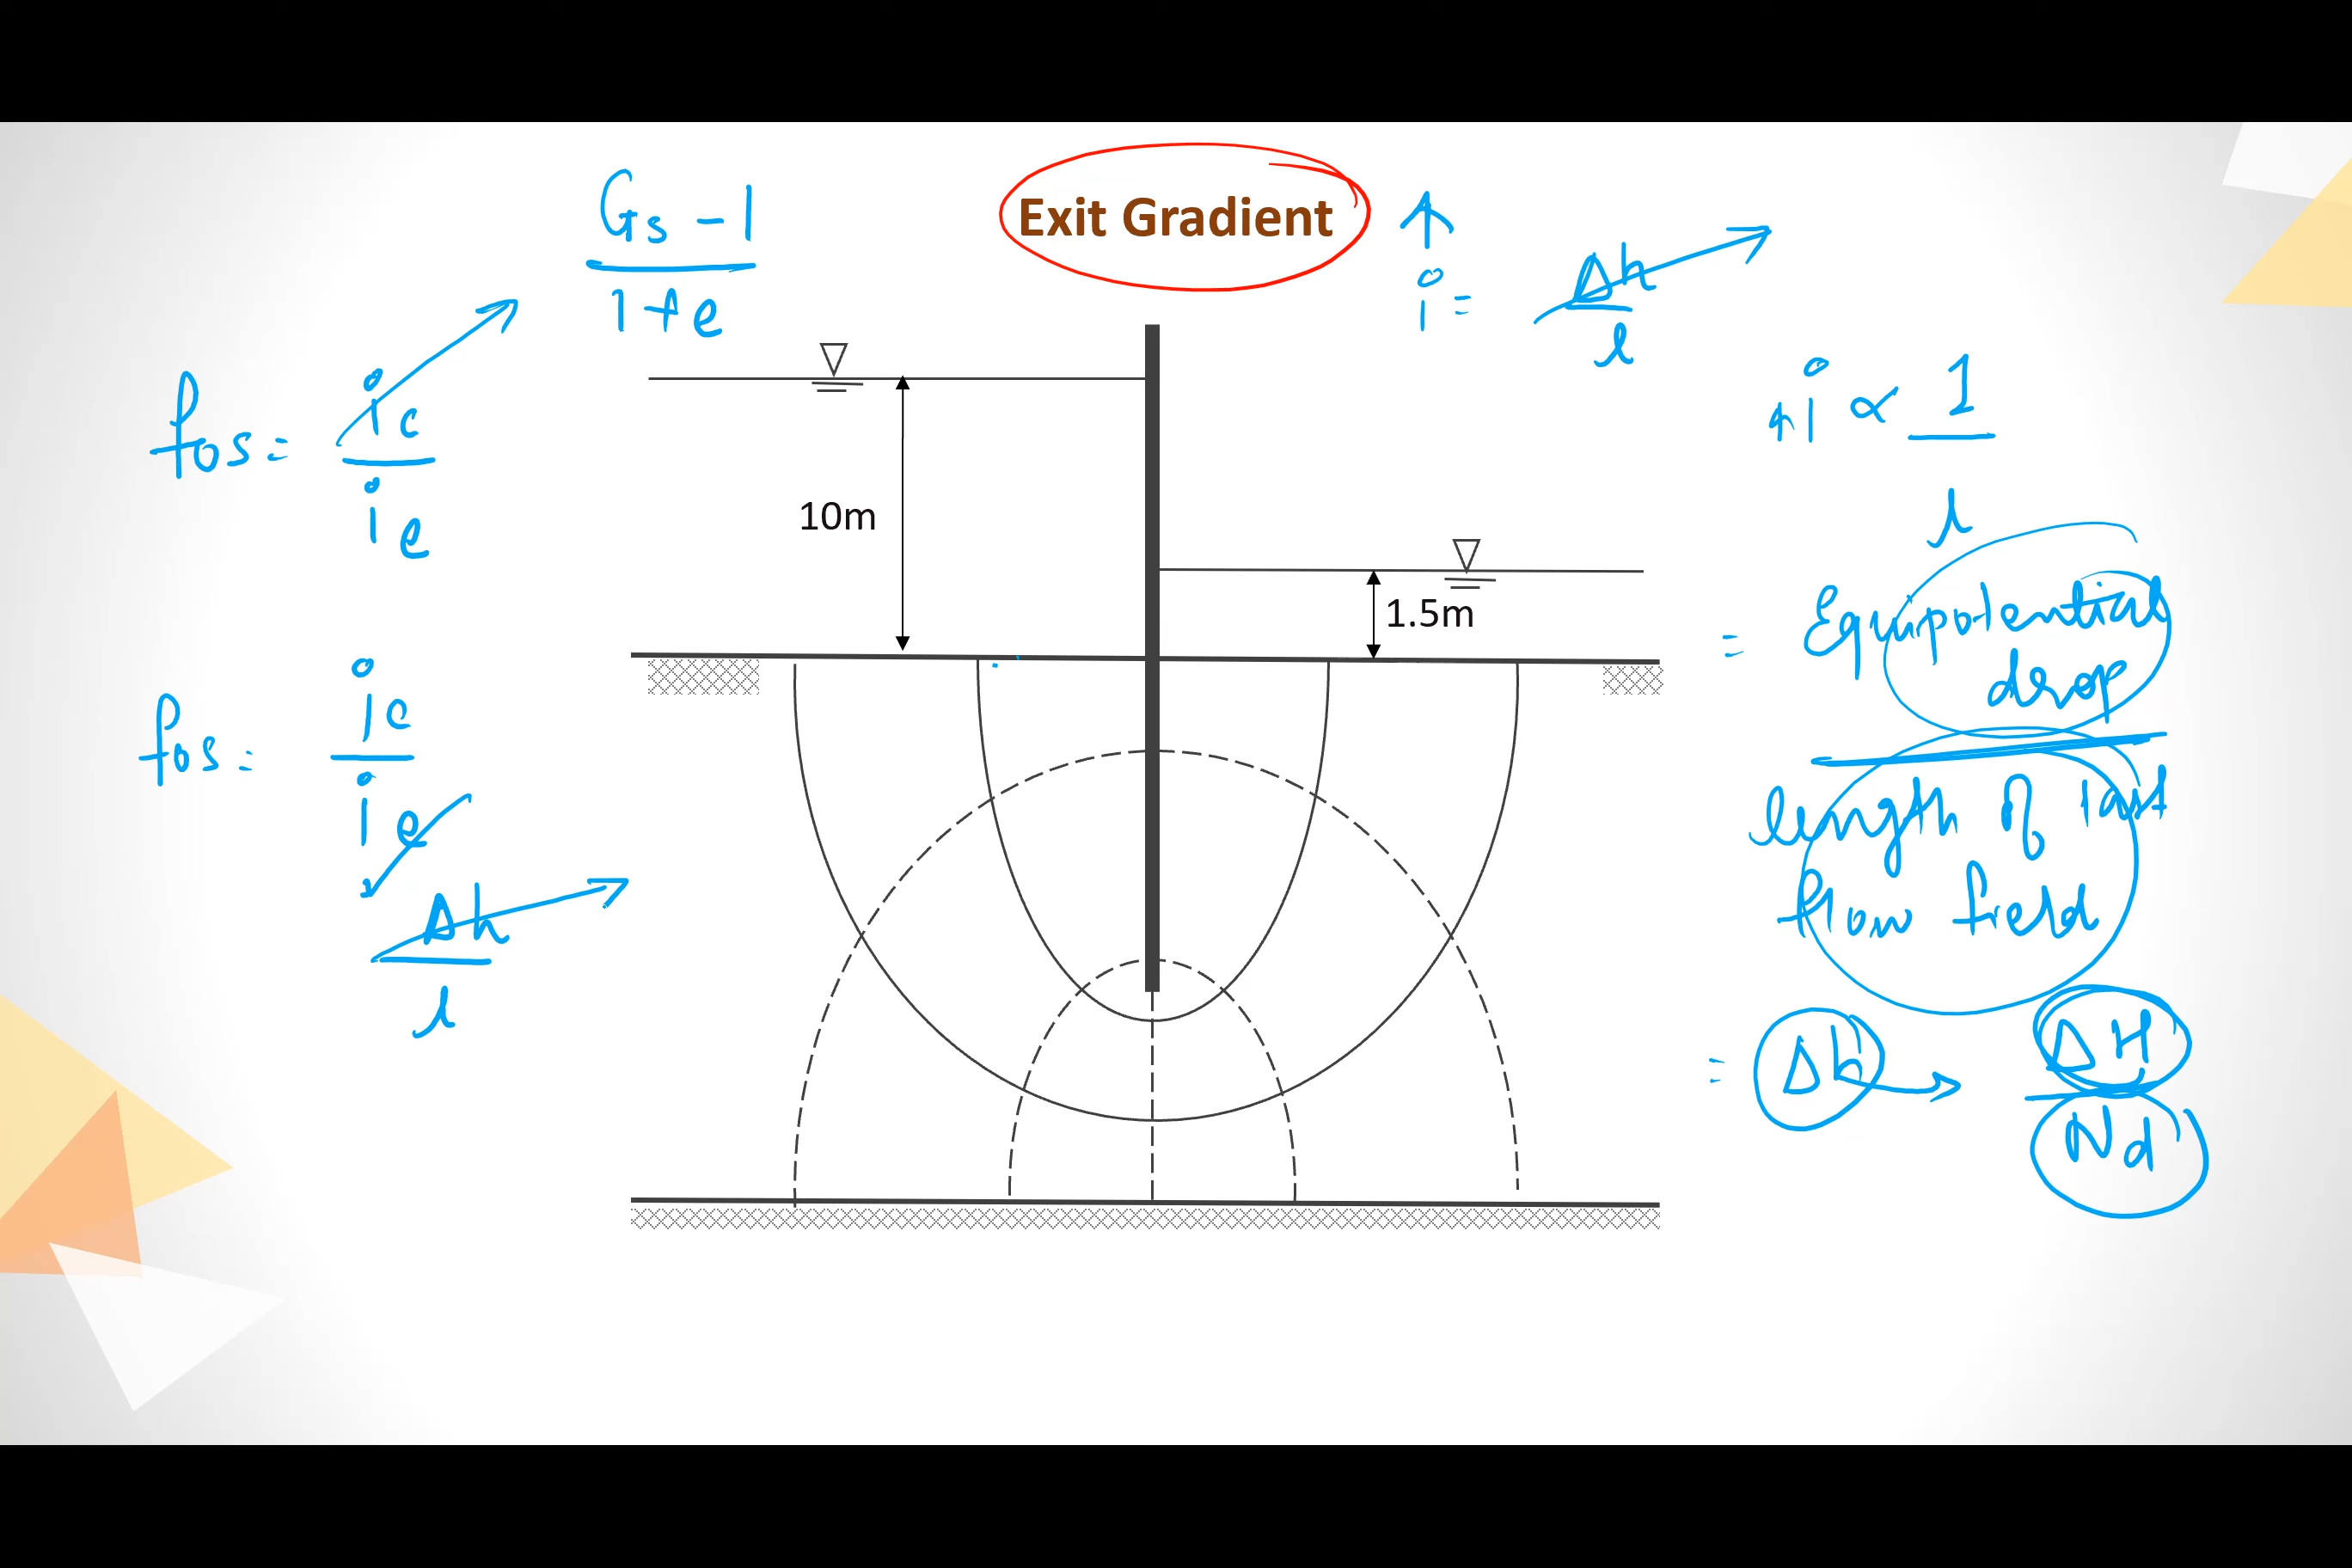 Exit Gradient
Gs - 1
1 + e
i = Δh
l
fos = ic
ie
i ∝ 1
l
10m
1.5m
= Equipotential
drop
length of last
flow field
fos = ic
ie
Δh
l
= Δh → ΔH
Nd